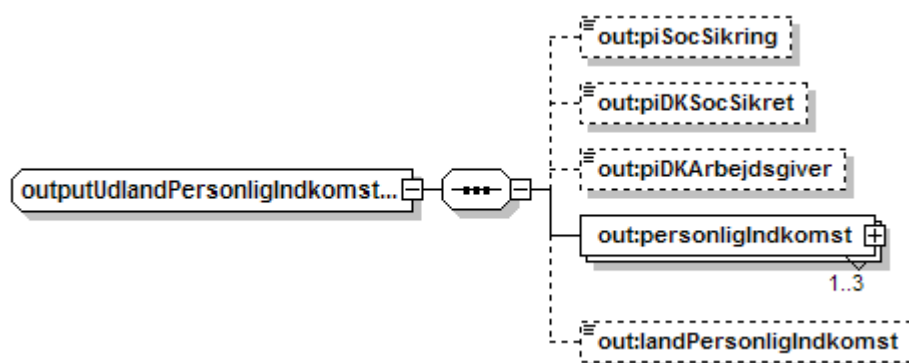 out:piSocSikring
out:piDKSocSikret
out:piDKArbejdsgiver
outputUdlandPersonligIndkomst...
out:personligIndkomst
1..3
out:landPersonligIndkomst